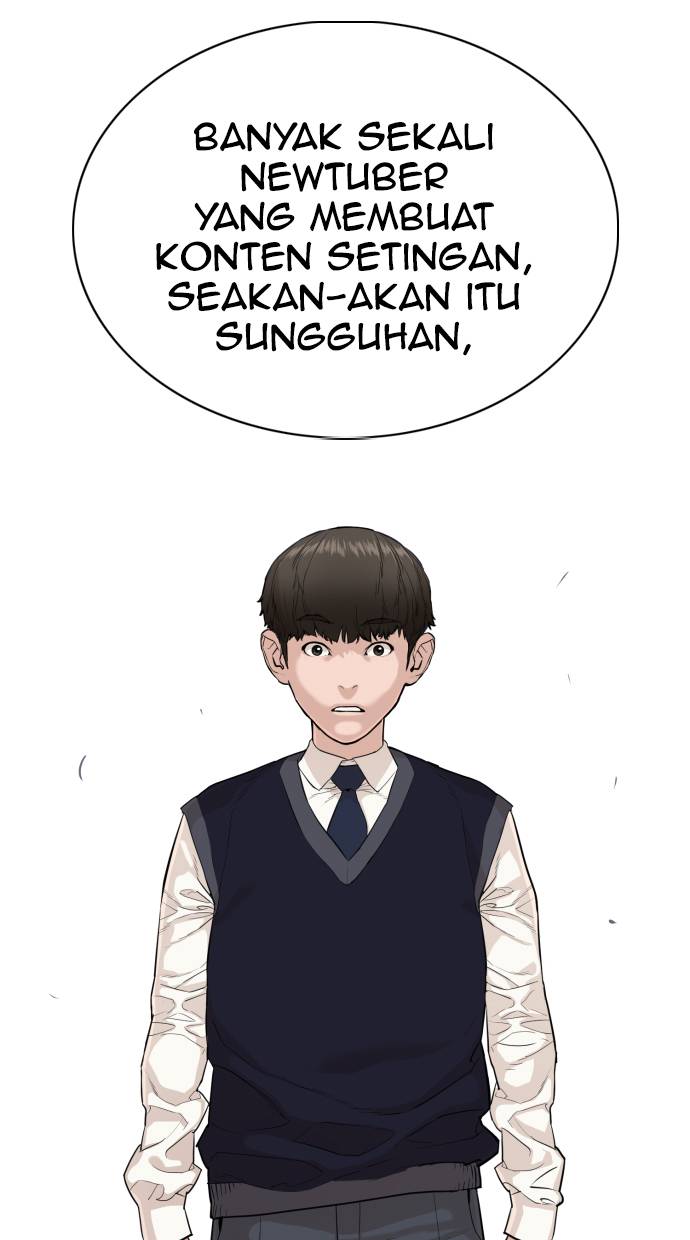 BANYAK SEKALI
NEWTUBER
YANG MEMBUAT
KONTEN SETINGAN,
SEAKAN-AKAN ITU
SUNGGUHAN,